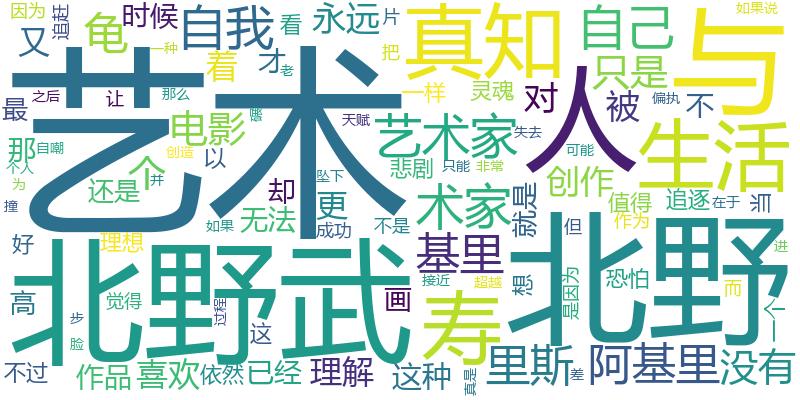 因为
追赶
又
龟
时候
一种
自我
看
永远
片
把
才
老
着
真知
自己
只是
与
如果说
艺术
最
之后
让
那么
电影
天赋
一样
灵魂
对
人
被
偏执
不
生活
那
自嘲
个
创造
以
艺术家
失去
可能
个人
为
还是
并
却
坠下
悲剧
只能
非常
创作
值得
追逐
在于
当
撞
如果
无法
更
成功
不是
术家
就是
但
作为
好
理想
北野武
基里
北野
进
高
觉得
过程
这
画
寿
接近
超越
想
是因为
恐怕
而
步
脸
不过
作品
喜欢
依然
已经
理解
这种
真是
里斯
差
阿基里
没有